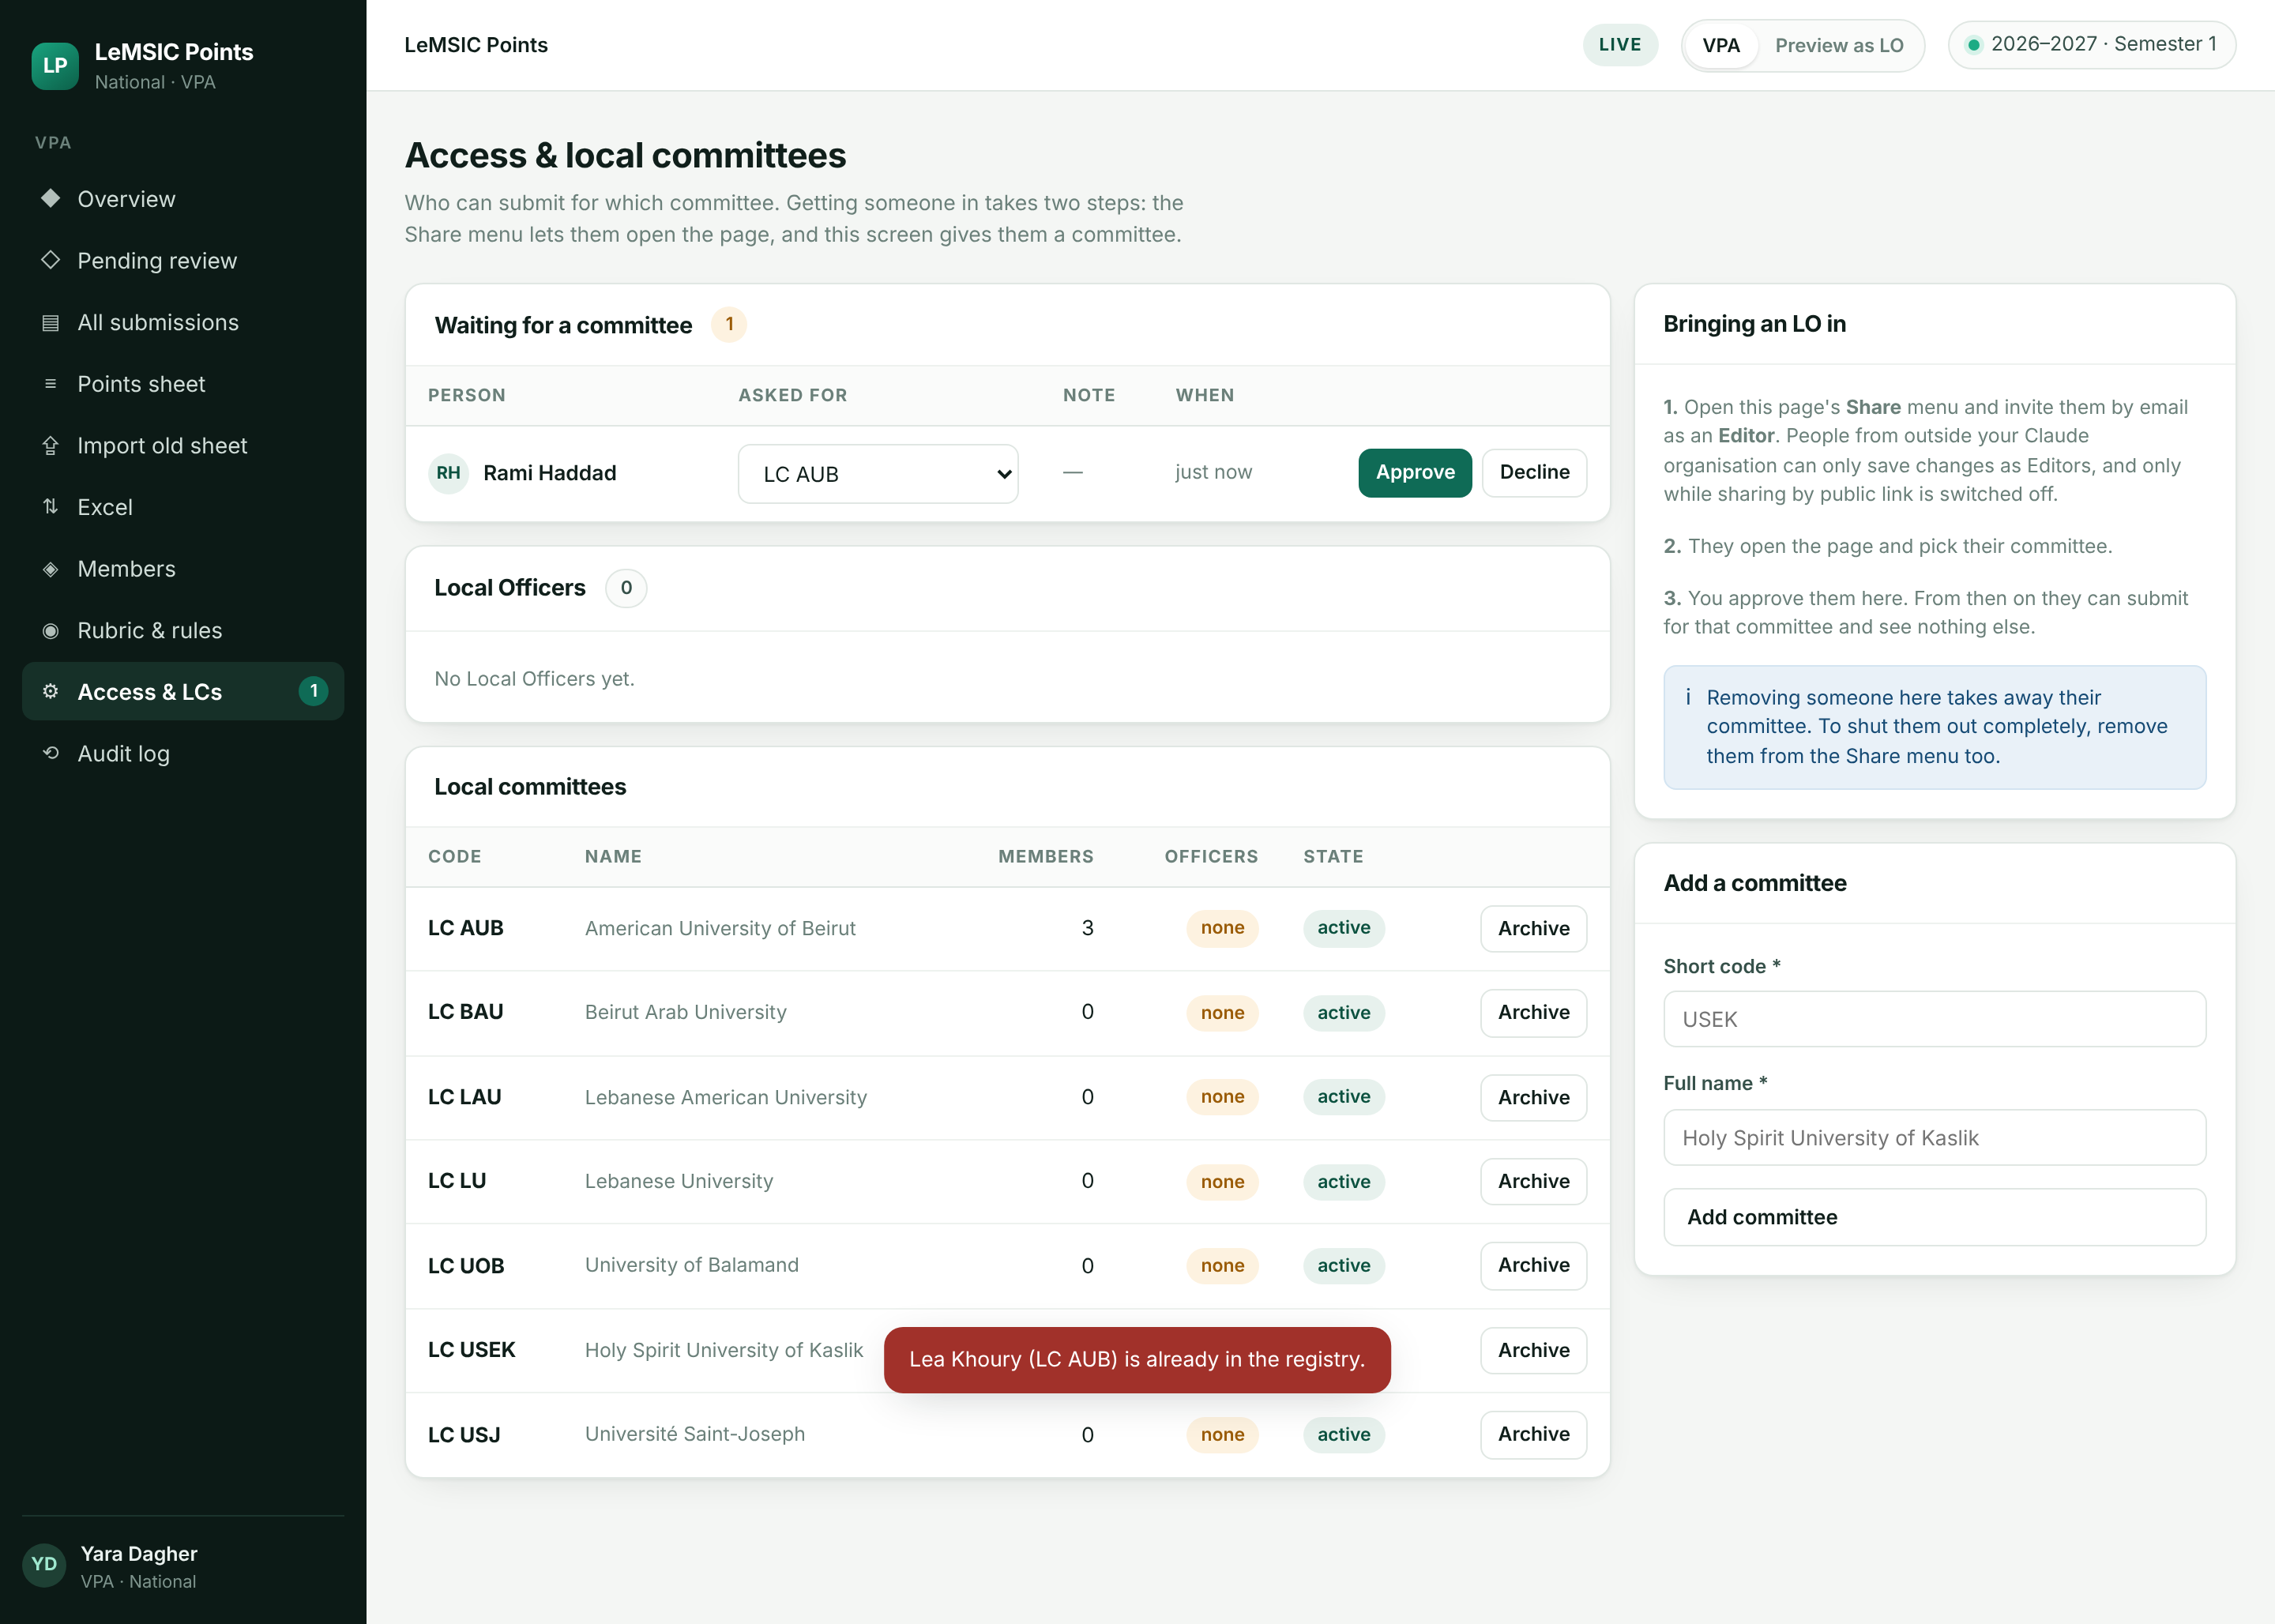 LP
LeMSIC Points
National · VPA
VPA
Overview
Pending review
All submissions
Points sheet
Import old sheet
Excel
Members
Rubric & rules
Access & LCs 1
Audit log
YD
Yara Dagher
VPA · National
LeMSIC Points
LIVE
VPA Preview as LO
2026–2027 · Semester 1
Access & local committees
Who can submit for which committee. Getting someone in takes two steps: the
Share menu lets them open the page, and this screen gives them a committee.
Waiting for a committee 1
PERSON ASKED FOR NOTE WHEN
RH Rami Haddad LC AUB — just now Approve Decline
Local Officers 0
No Local Officers yet.
Local committees
CODE NAME MEMBERS OFFICERS STATE
LC AUB American University of Beirut 3 none active Archive
LC BAU Beirut Arab University 0 none active Archive
LC LAU Lebanese American University 0 none active Archive
LC LU Lebanese University 0 none active Archive
LC UOB University of Balamand 0 none active Archive
LC USEK Holy Spirit University of Kaslik Archive
Lea Khoury (LC AUB) is already in the registry.
LC USJ Université Saint-Joseph 0 none active Archive
Bringing an LO in
1. Open this page's Share menu and invite them by email
as an Editor. People from outside your Claude
organisation can only save changes as Editors, and only
while sharing by public link is switched off.
2. They open the page and pick their committee.
3. You approve them here. From then on they can submit
for that committee and see nothing else.
i Removing someone here takes away their
committee. To shut them out completely, remove
them from the Share menu too.
Add a committee
Short code *
USEK
Full name *
Holy Spirit University of Kaslik
Add committee